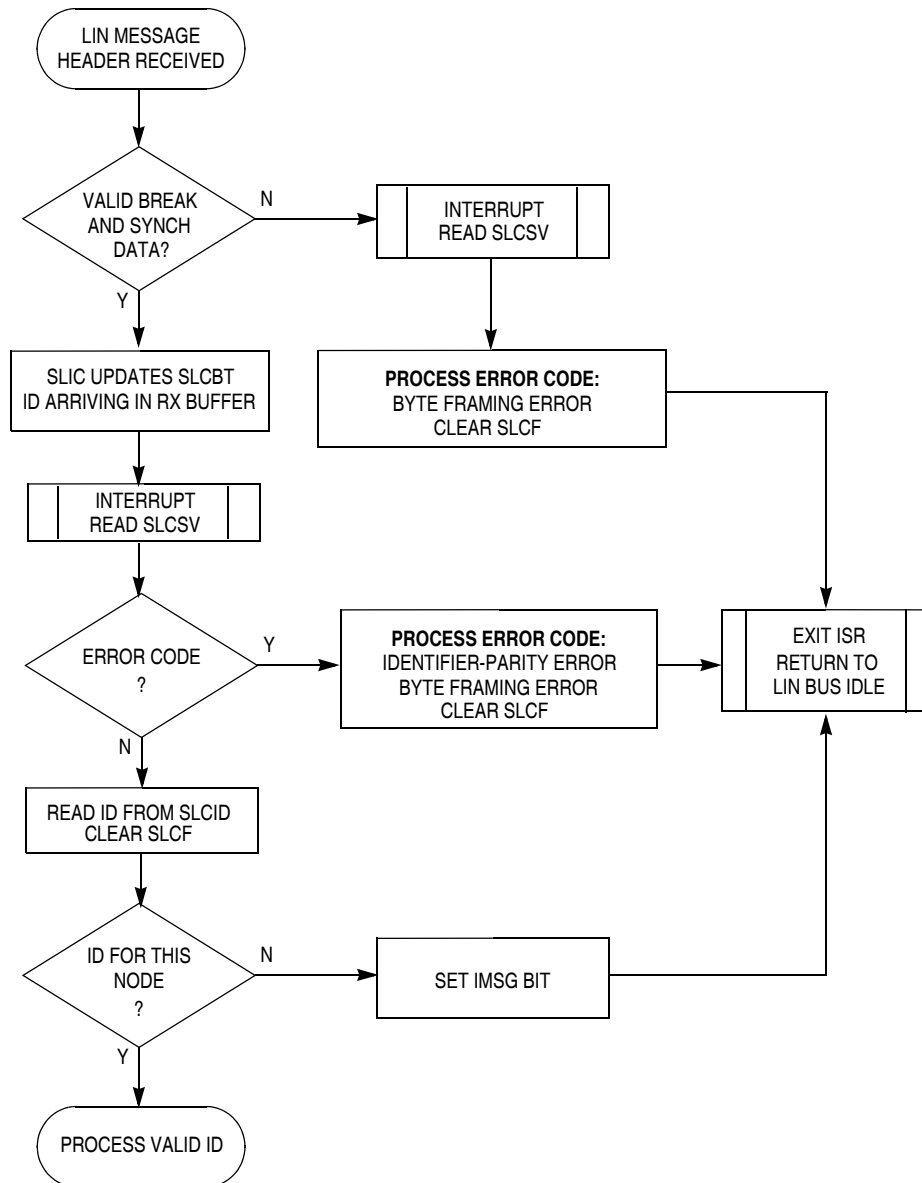 LIN MESSAGE
HEADER RECEIVED
VALID BREAK
AND SYNCH
DATA?
N
Y
INTERRUPT
READ SLCSV
PROCESS ERROR CODE:
BYTE FRAMING ERROR
CLEAR SLCF
SLIC UPDATES SLCBT
ID ARRIVING IN RX BUFFER
INTERRUPT
READ SLCSV
ERROR CODE
?
Y
N
PROCESS ERROR CODE:
IDENTIFIER-PARITY ERROR
BYTE FRAMING ERROR
CLEAR SLCF
EXIT ISR
RETURN TO
LIN BUS IDLE
READ ID FROM SLCID
CLEAR SLCF
ID FOR THIS
NODE
?
N
Y
SET IMSG BIT
PROCESS VALID ID